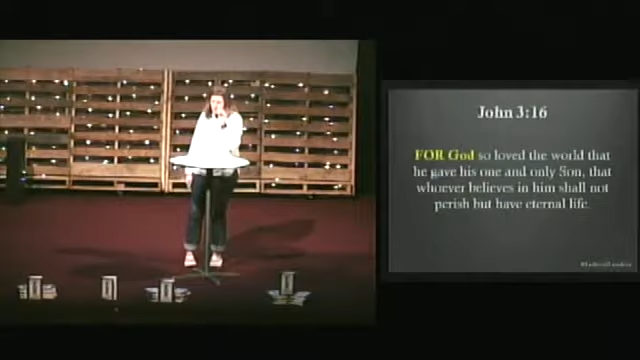 John 3:16
FOR God so loved the world that
he gave his one and only Son, that
whoever believes in him shall not
perish but have eternal life.